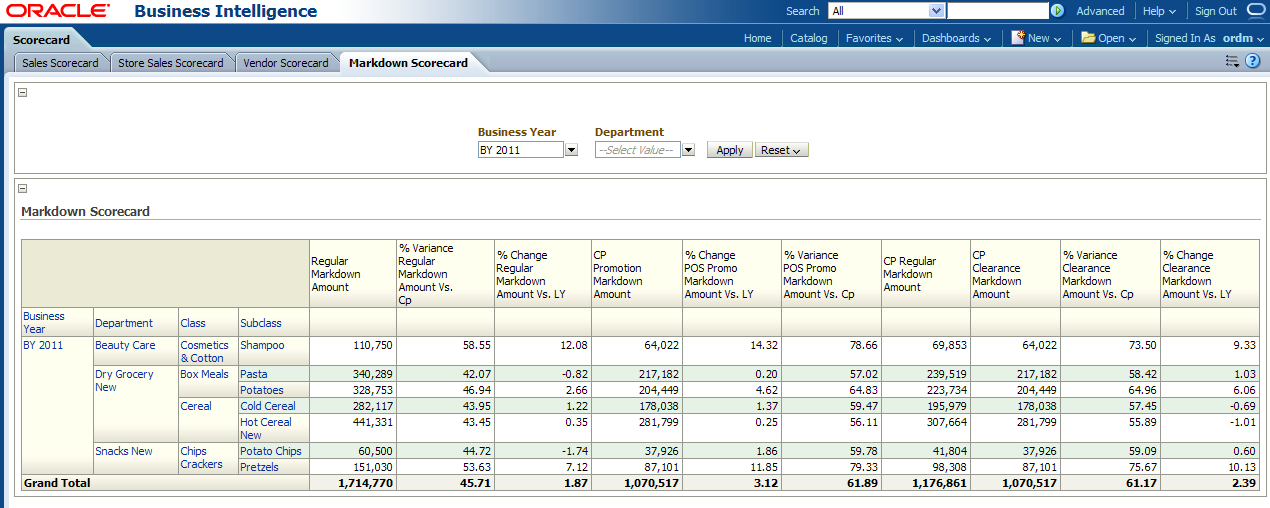 ORACLE Business Intelligence Search All Advanced Help Sign Out
Scorecard Home Catalog Favorites Dashboards New Open Signed In As ordm
Sales Scorecard Store Sales Scorecard Vendor Scorecard Markdown Scorecard
Business Year Department
BY 2011 --Select Value-- Apply Reset
Markdown Scorecard
Regular Markdown Amount % Variance Regular Markdown Amount Vs. Cp % Change Regular Markdown Amount Vs. LY CP Promotion Markdown Amount % Change POS Promo Markdown Amount Vs. LY % Variance POS Promo Markdown Amount Vs. Cp CP Regular Markdown Amount CP Clearance Markdown Amount % Variance Clearance Markdown Amount Vs. Cp % Change Clearance Markdown Amount Vs. LY
Business Year Department Class Subclass
BY 2011 Beauty Care Cosmetics & Cotton Shampoo 110,750 58.55 12.08 64,022 14.32 78.66 69,853 64,022 73.50 9.33
Dry Grocery New Box Meals Pasta 340,289 42.07 -0.82 217,182 0.20 57.02 239,519 217,182 58.42 1.03
Potatoes 328,753 46.94 2.66 204,449 4.62 64.83 223,734 204,449 64.96 6.06
Cereal Cold Cereal 282,117 43.95 1.22 178,038 1.37 59.47 195,979 178,038 57.45 -0.69
Hot Cereal New 441,331 43.45 0.35 281,799 0.25 56.11 307,664 281,799 55.89 -1.01
Snacks New Chips Crackers Potato Chips 60,500 44.72 -1.74 37,926 1.86 59.78 41,804 37,926 59.09 0.60
Pretzels 151,030 53.63 7.12 87,101 11.85 79.33 98,308 87,101 75.67 10.13
Grand Total 1,714,770 45.71 1.87 1,070,517 3.12 61.89 1,176,861 1,070,517 61.17 2.39